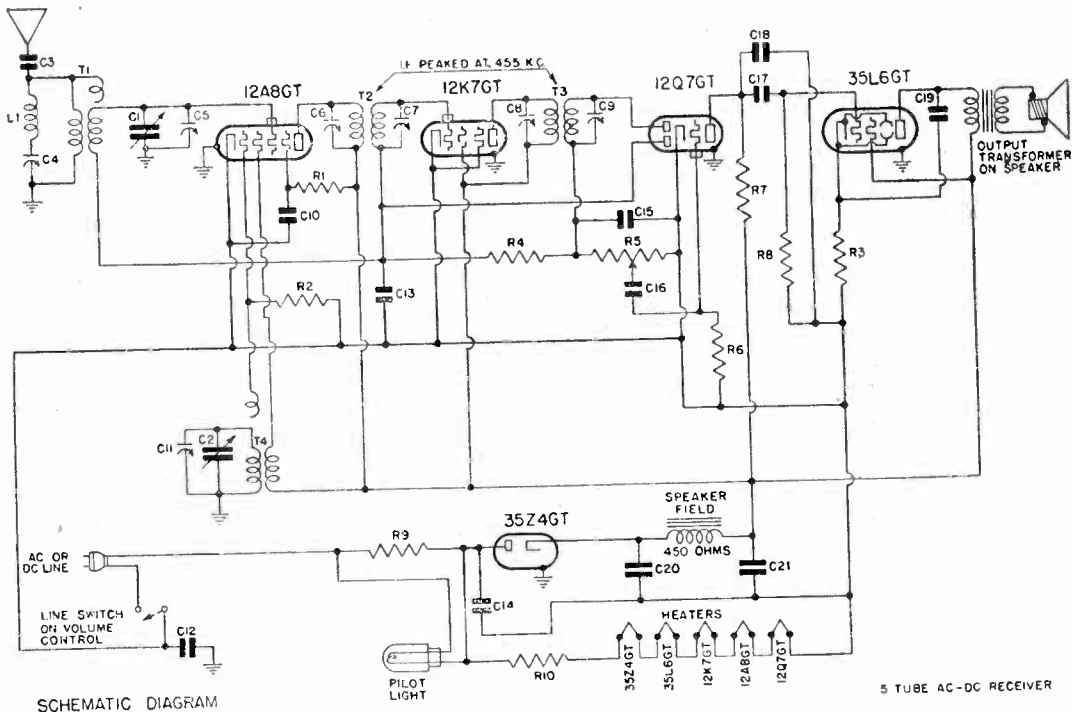 C3
T1
L1
C4
C1
C5
12A8GT
R1
C10
R2
C6
T2
C7
IF PEAKED AT 455 KC
12K7GT
C8
T3
C9
12Q7GT
C18
C17
35L6GT
C19
OUTPUT
TRANSFORMER
ON SPEAKER
R7
R8
R3
C15
R4
R5
C16
R6
C13
C11
C2
T4
SPEAKER
FIELD
450 OHMS
35Z4GT
R9
C20
C21
C14
AC OR
DC LINE
LINE SWITCH
ON VOLUME
CONTROL
C12
HEATERS
35Z4GT
35L6GT
12K7GT
12A8GT
12Q7GT
R10
PILOT
LIGHT
SCHEMATIC DIAGRAM
5 TUBE AC-DC RECEIVER